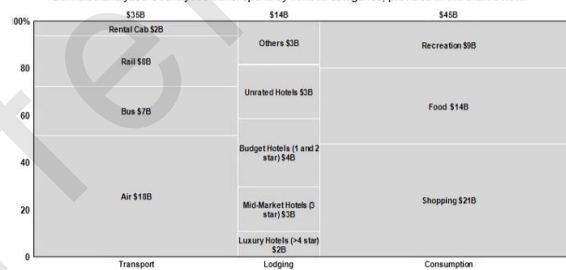 $35B $14B $45B
100
80
60
40
20
0
Rental Cab $2B
Rail $8B
Bus $7B
Air $18B
Others $3B
Unrated Hotels $3B
Budget Hotels (1 and 2
star) $4B
Mid-Market Hotels (3
star) $3B
Luxury Hotels (>4 star)
$2B
Recreation $9B
Food $14B
Shopping $21B
Transport Lodging Consumption